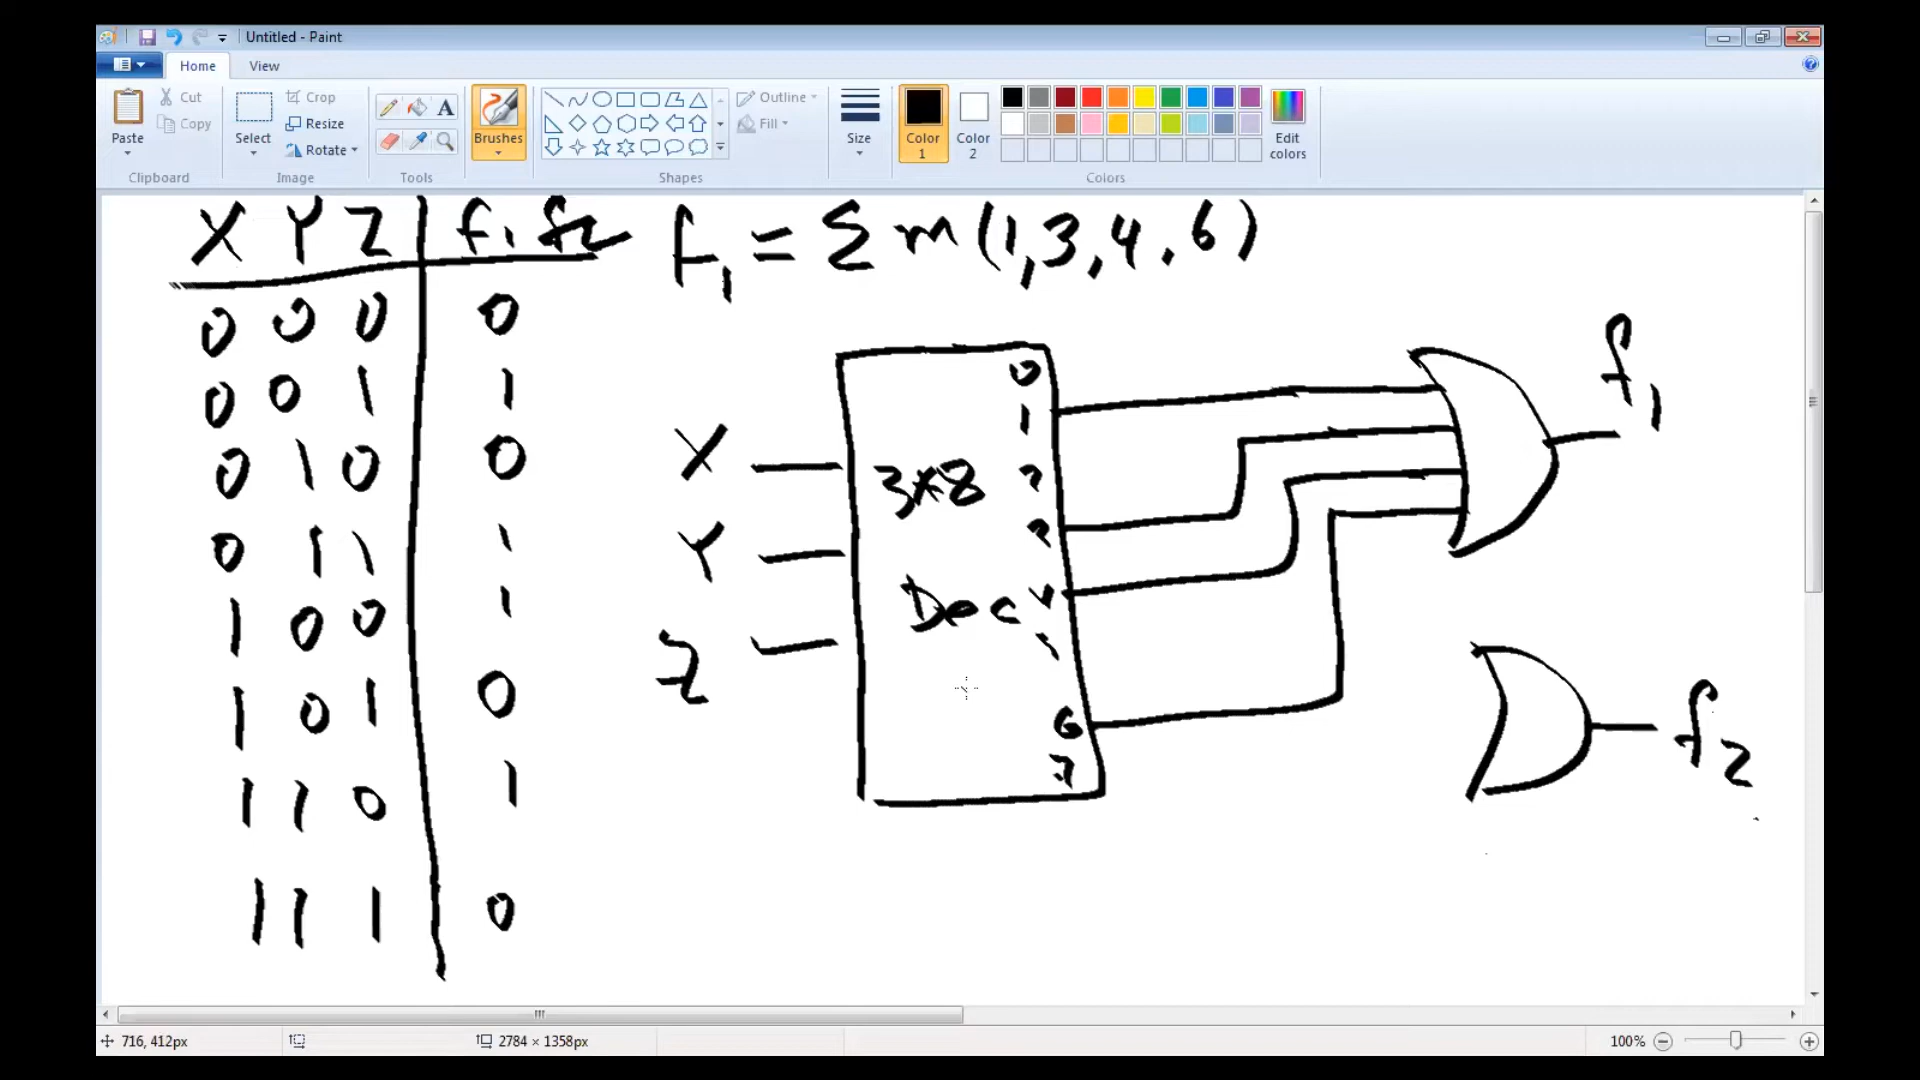 Untitled - Paint
Home View
Paste
Cut
Copy
Clipboard
Select
Crop
Resize
Rotate
Image
A
Tools
Brushes
Shapes
Outline
Fill
Size
Color 1
Color 2
Edit colors
Colors
X Y Z f1 f2
0 0 0 0
0 0 1 1
0 1 0 0
0 1 1 1
1 0 0 1
1 0 1 0
1 1 0 1
1 1 1 0
f1 = Σ m(1,3,4,6)
X
Y
Z
3*8
Dec
0
1
4
6
7
f1
f2
716, 412px
2784 × 1358px
100%